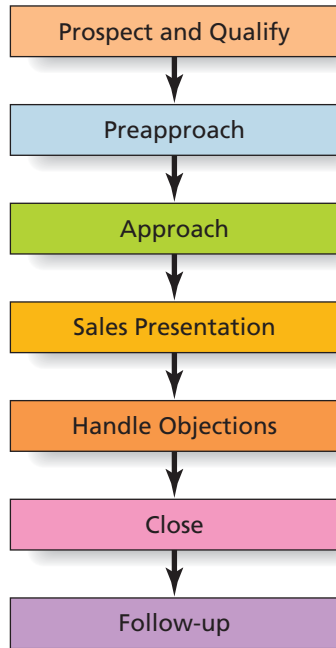 Prospect and Qualify
Preapproach
Approach
Sales Presentation
Handle Objections
Close
Follow-up